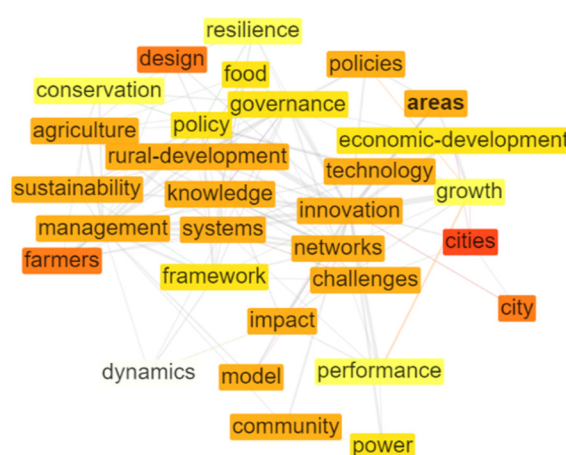 resilience
design
policies
food
conservation
governance
areas
policy
agriculture
economic-development
rural-development
technology
sustainability
knowledge
growth
innovation
management
systems
cities
networks
farmers
framework
challenges
city
impact
dynamics
model
performance
community
power